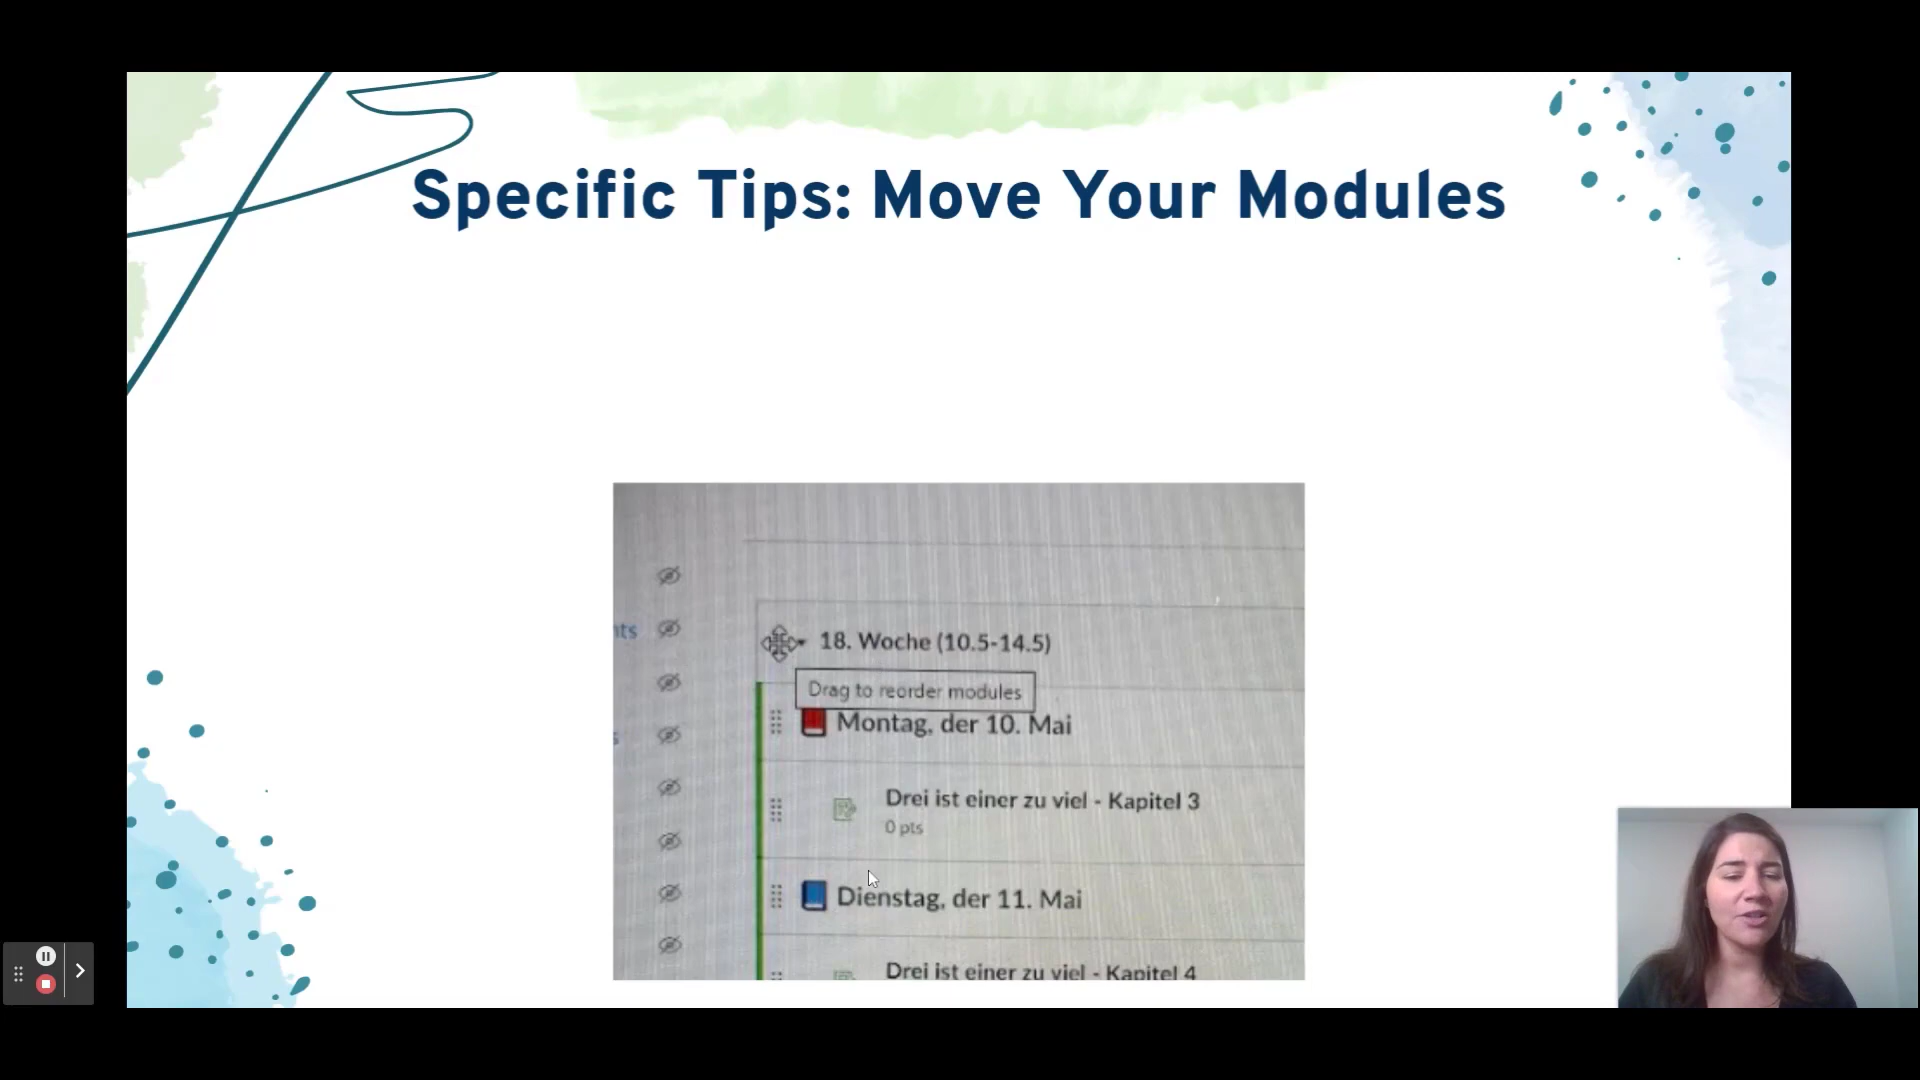 Specific Tips: Move Your Modules
nts
18. Woche (10.5-14.5)
Drag to reorder modules
s
Montag, der 10. Mai
Drei ist einer zu viel - Kapitel 3
0 pts
Dienstag, der 11. Mai
Drei ist einer zu viel - Kapitel 4